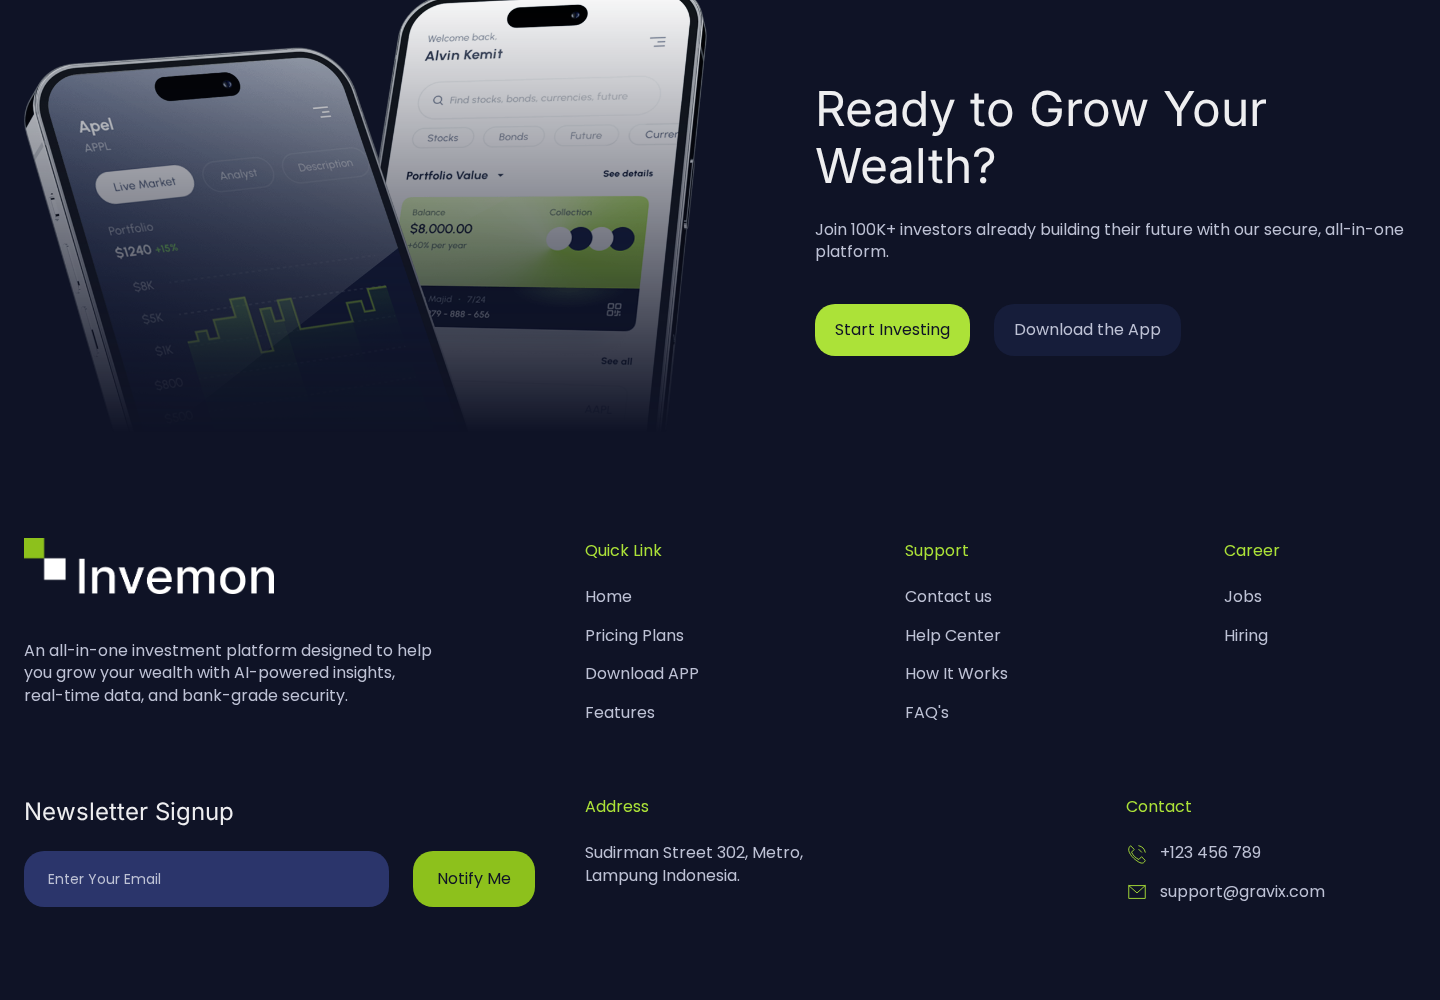 Welcome back.
Alvin Kemit
Find stocks, bonds, currencies, future
Stocks
Bonds
Future
Curren
Portfolio Value
See details
Balance
Collection
$8.000.00
+60% per year
Majid · 7/24
179 - 888 - 656
See all
Apel
APPL
Live Market
Analyst
Description
Portfolio
$1240 +15%
$8K
$5K
$1K
$800
Ready to Grow Your
Wealth?
Join 100K+ investors already building their future with our secure, all-in-one
platform.
Start Investing
Download the App
Invemon
An all-in-one investment platform designed to help
you grow your wealth with AI-powered insights,
real-time data, and bank-grade security.
Quick Link
Home
Pricing Plans
Download APP
Features
Support
Contact us
Help Center
How It Works
FAQ's
Career
Jobs
Hiring
Newsletter Signup
Enter Your Email
Notify Me
Address
Sudirman Street 302, Metro,
Lampung Indonesia.
Contact
+123 456 789
support@gravix.com